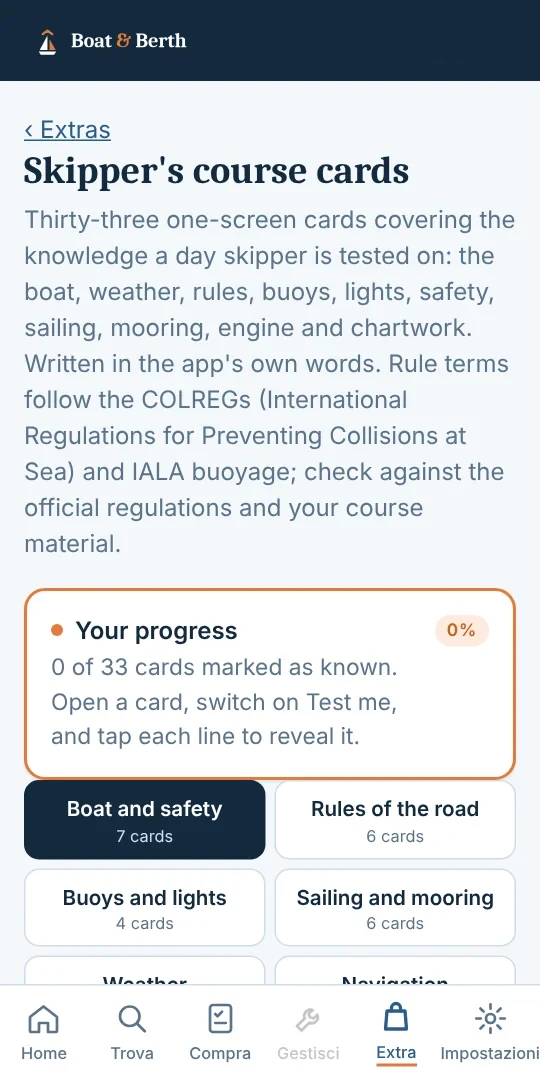 Boat & Berth
‹ Extras
Skipper's course cards
Thirty-three one-screen cards covering the
knowledge a day skipper is tested on: the
boat, weather, rules, buoys, lights, safety,
sailing, mooring, engine and chartwork.
Written in the app's own words. Rule terms
follow the COLREGs (International
Regulations for Preventing Collisions at
Sea) and IALA buoyage; check against the
official regulations and your course
material.
Your progress 0%
0 of 33 cards marked as known.
Open a card, switch on Test me,
and tap each line to reveal it.
Boat and safety
7 cards
Rules of the road
6 cards
Buoys and lights
4 cards
Sailing and mooring
6 cards
Weather
Navigation
Home
Trova
Compra
Gestisci
Extra
Impostazioni